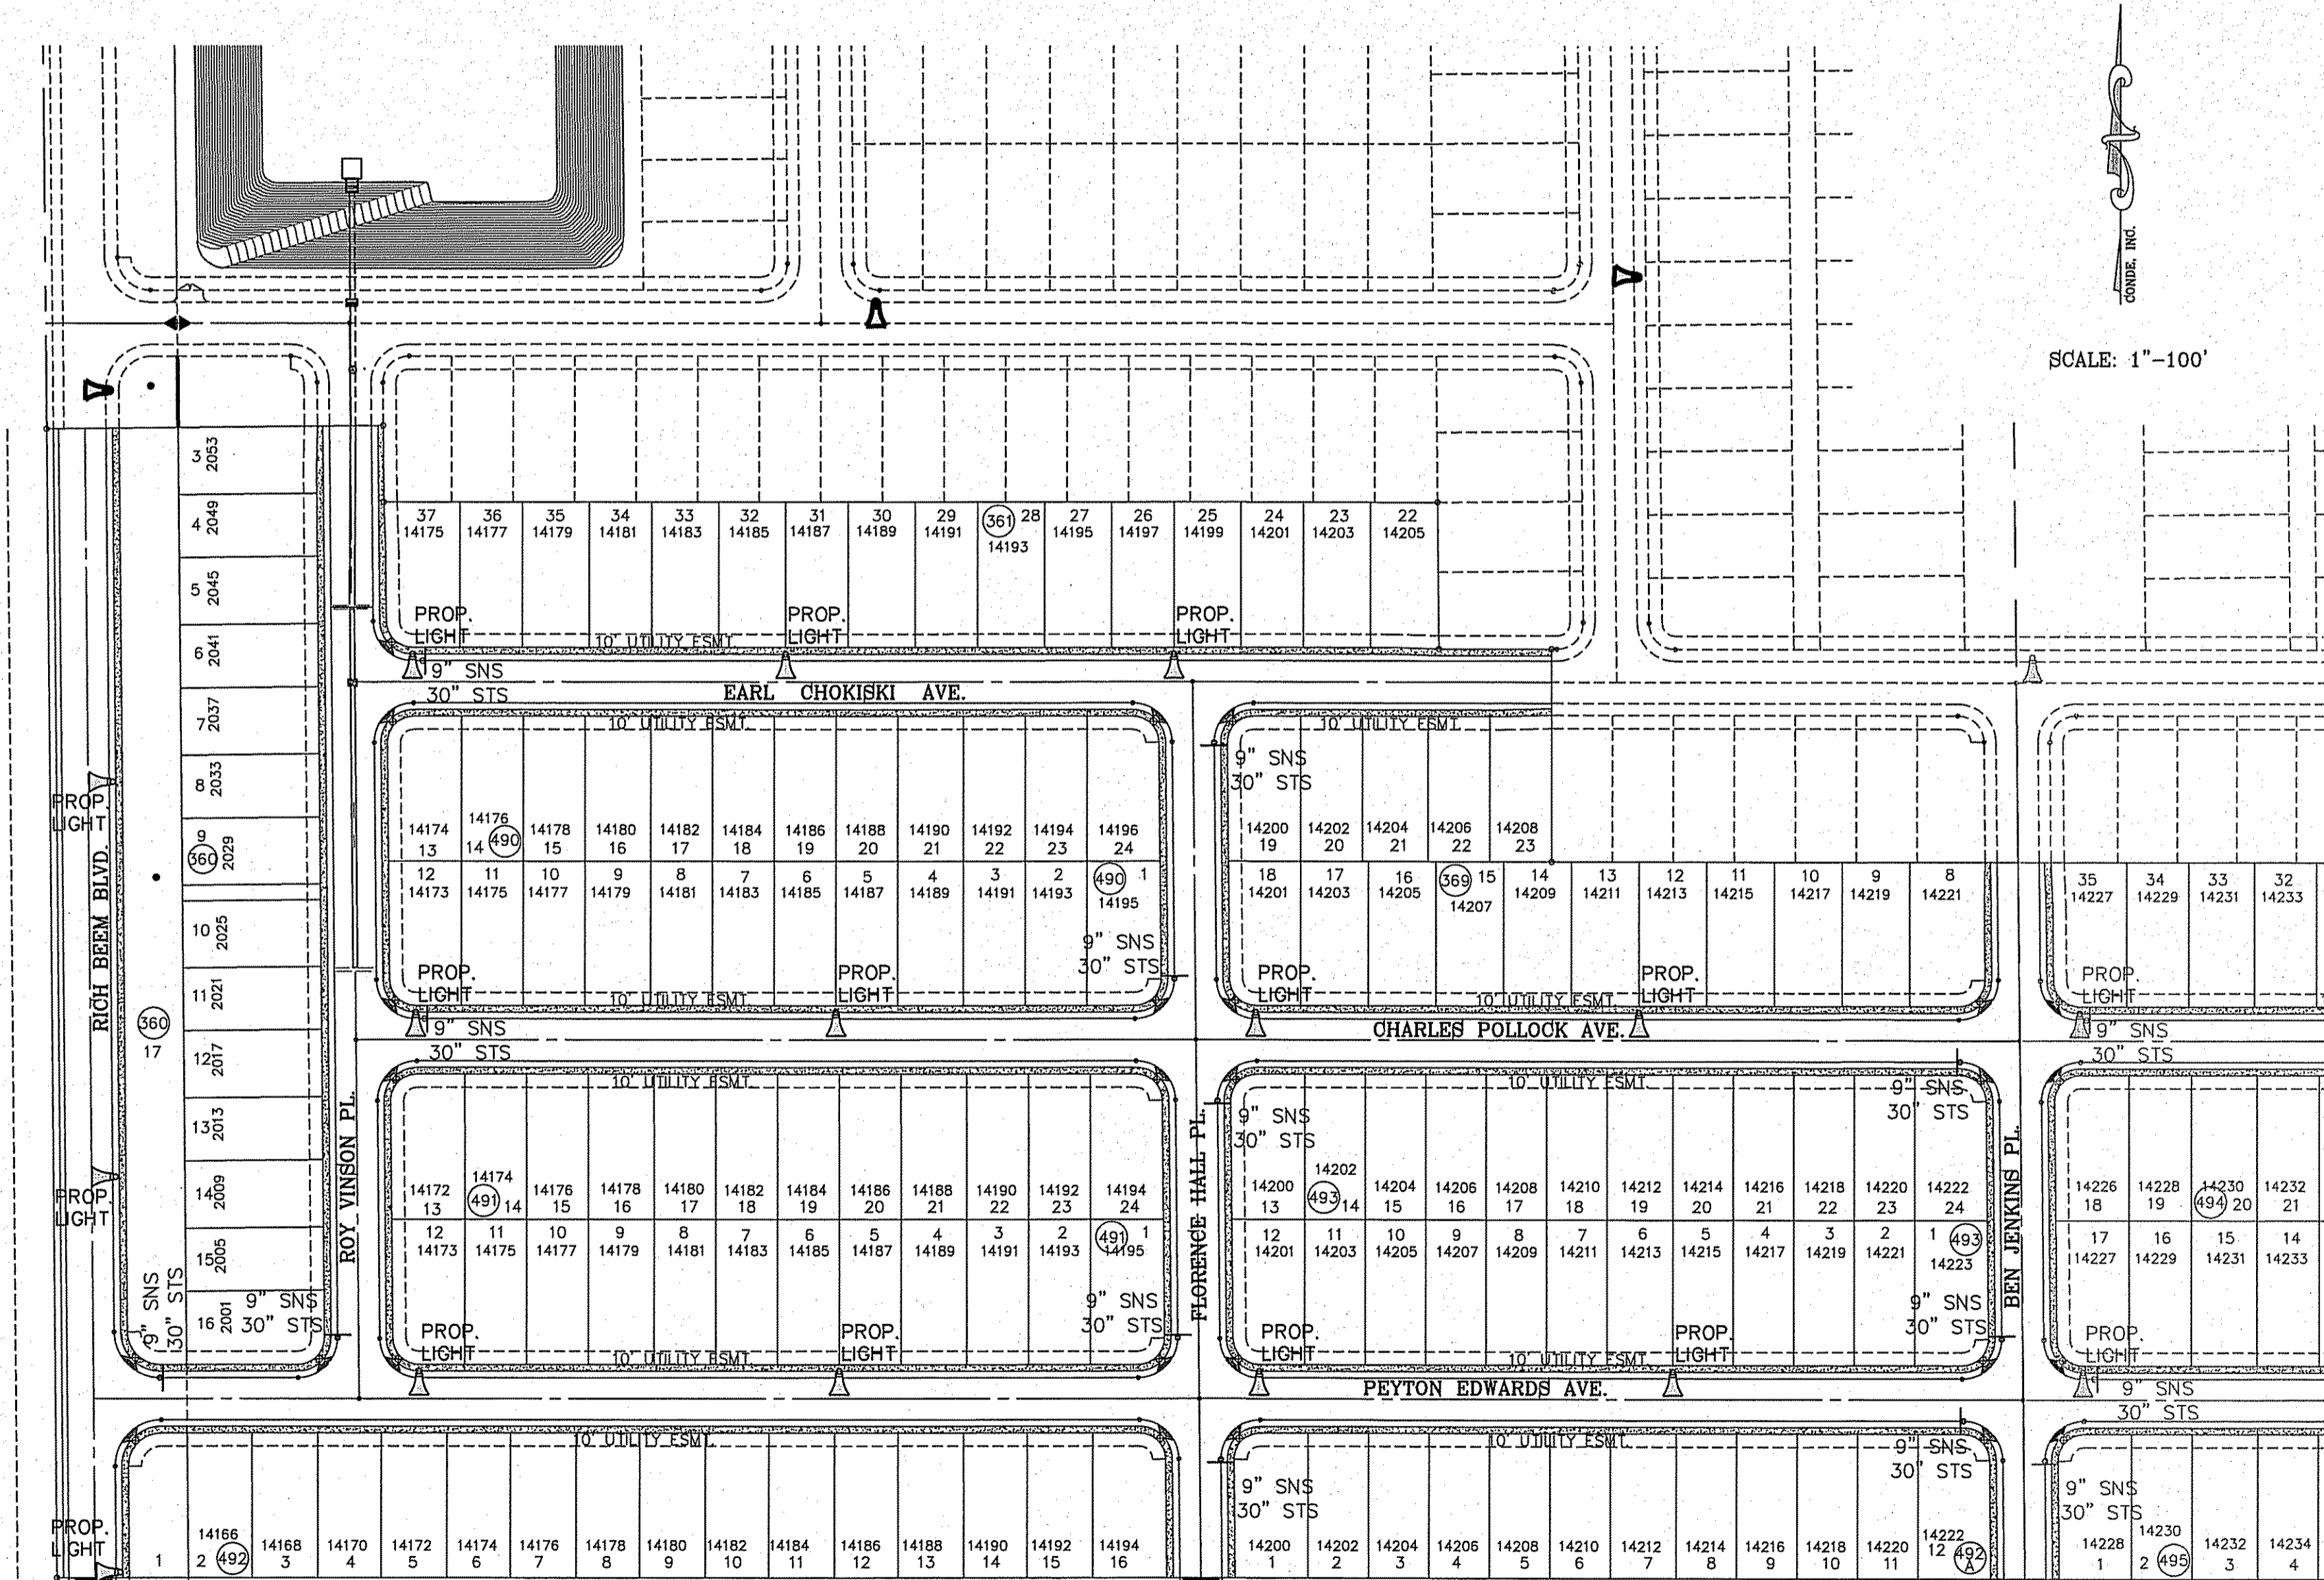 CONDE, INC.
SCALE: 1"-100'
3 2053
4 2049
5 2045
6 2041
7 2037
8 2033
9 2029
360
10 2025
11 2021
12 2017
13 2013
14 2009
15 2005
16 2001
360
17
RICH BEEM BLVD.
PROP. LIGHT
PROP. LIGHT
PROP. LIGHT
9" SNS
30" STS
9" SNS
30" STS
ROY VINSON PL.
37 36 35 34 33 32 31 30 29 361 28 27 26 25 24 23 22
14175 14177 14179 14181 14183 14185 14187 14189 14191 14193 14195 14197 14199 14201 14203 14205
PROP. LIGHT
PROP. LIGHT
PROP. LIGHT
10' UTILITY ESMT.
9" SNS
30" STS
EARL CHOKISKI AVE.
10' UTILITY ESMT.
10' UTILITY ESMT.
9" SNS
30" STS
14174 14176 14178 14180 14182 14184 14186 14188 14190 14192 14194 14196
13 14 490 15 16 17 18 19 20 21 22 23 24
12 11 10 9 8 7 6 5 4 3 2 490 1
14173 14175 14177 14179 14181 14183 14185 14187 14189 14191 14193 14195
9" SNS
30" STS
14200 14202 14204 14206 14208
19 20 21 22 23
18 17 16 369 15 14 13 12 11 10 9 8
14201 14203 14205 14207 14209 14211 14213 14215 14217 14219 14221
35 34 33 32
14227 14229 14231 14233
PROP. LIGHT
PROP. LIGHT
PROP. LIGHT
PROP. LIGHT
PROP. LIGHT
10' UTILITY ESMT.
10' UTILITY ESMT.
9" SNS
30" STS
CHARLES POLLOCK AVE.
9" SNS
30" STS
10' UTILITY ESMT.
10' UTILITY ESMT.
9" SNS
30" STS
9" SNS
30" STS
FLORENCE HALL PL.
BEN JENKINS PL.
14172 14174 14176 14178 14180 14182 14184 14186 14188 14190 14192 14194
13 491 14 15 16 17 18 19 20 21 22 23 24
12 11 10 9 8 7 6 5 4 3 2 491 1
14173 14175 14177 14179 14181 14183 14185 14187 14189 14191 14193 14195
9" SNS
30" STS
14200 14202 14204 14206 14208 14210 14212 14214 14216 14218 14220 14222
13 493 14 15 16 17 18 19 20 21 22 23 24
12 11 10 9 8 7 6 5 4 3 2 1 493
14201 14203 14205 14207 14209 14211 14213 14215 14217 14219 14221 14223
9" SNS
30" STS
14226 14228 14230 14232
18 19 494 20 21
17 16 15 14
14227 14229 14231 14233
PROP. LIGHT
PROP. LIGHT
PROP. LIGHT
PROP. LIGHT
PROP. LIGHT
10' UTILITY ESMT.
10' UTILITY ESMT.
PEYTON EDWARDS AVE.
9" SNS
30" STS
10' UTILITY ESMT.
10' UTILITY ESMT.
9" SNS
30" STS
9" SNS
30" STS
9" SNS
30" STS
14166 14168 14170 14172 14174 14176 14178 14180 14182 14184 14186 14188 14190 14192 14194
1 2 492 3 4 5 6 7 8 9 10 11 12 13 14 15 16
14200 14202 14204 14206 14208 14210 14212 14214 14216 14218 14220 14222
1 2 3 4 5 6 7 8 9 10 11 12 492 A
14228 14230 14232 14234
1 2 495 3 4